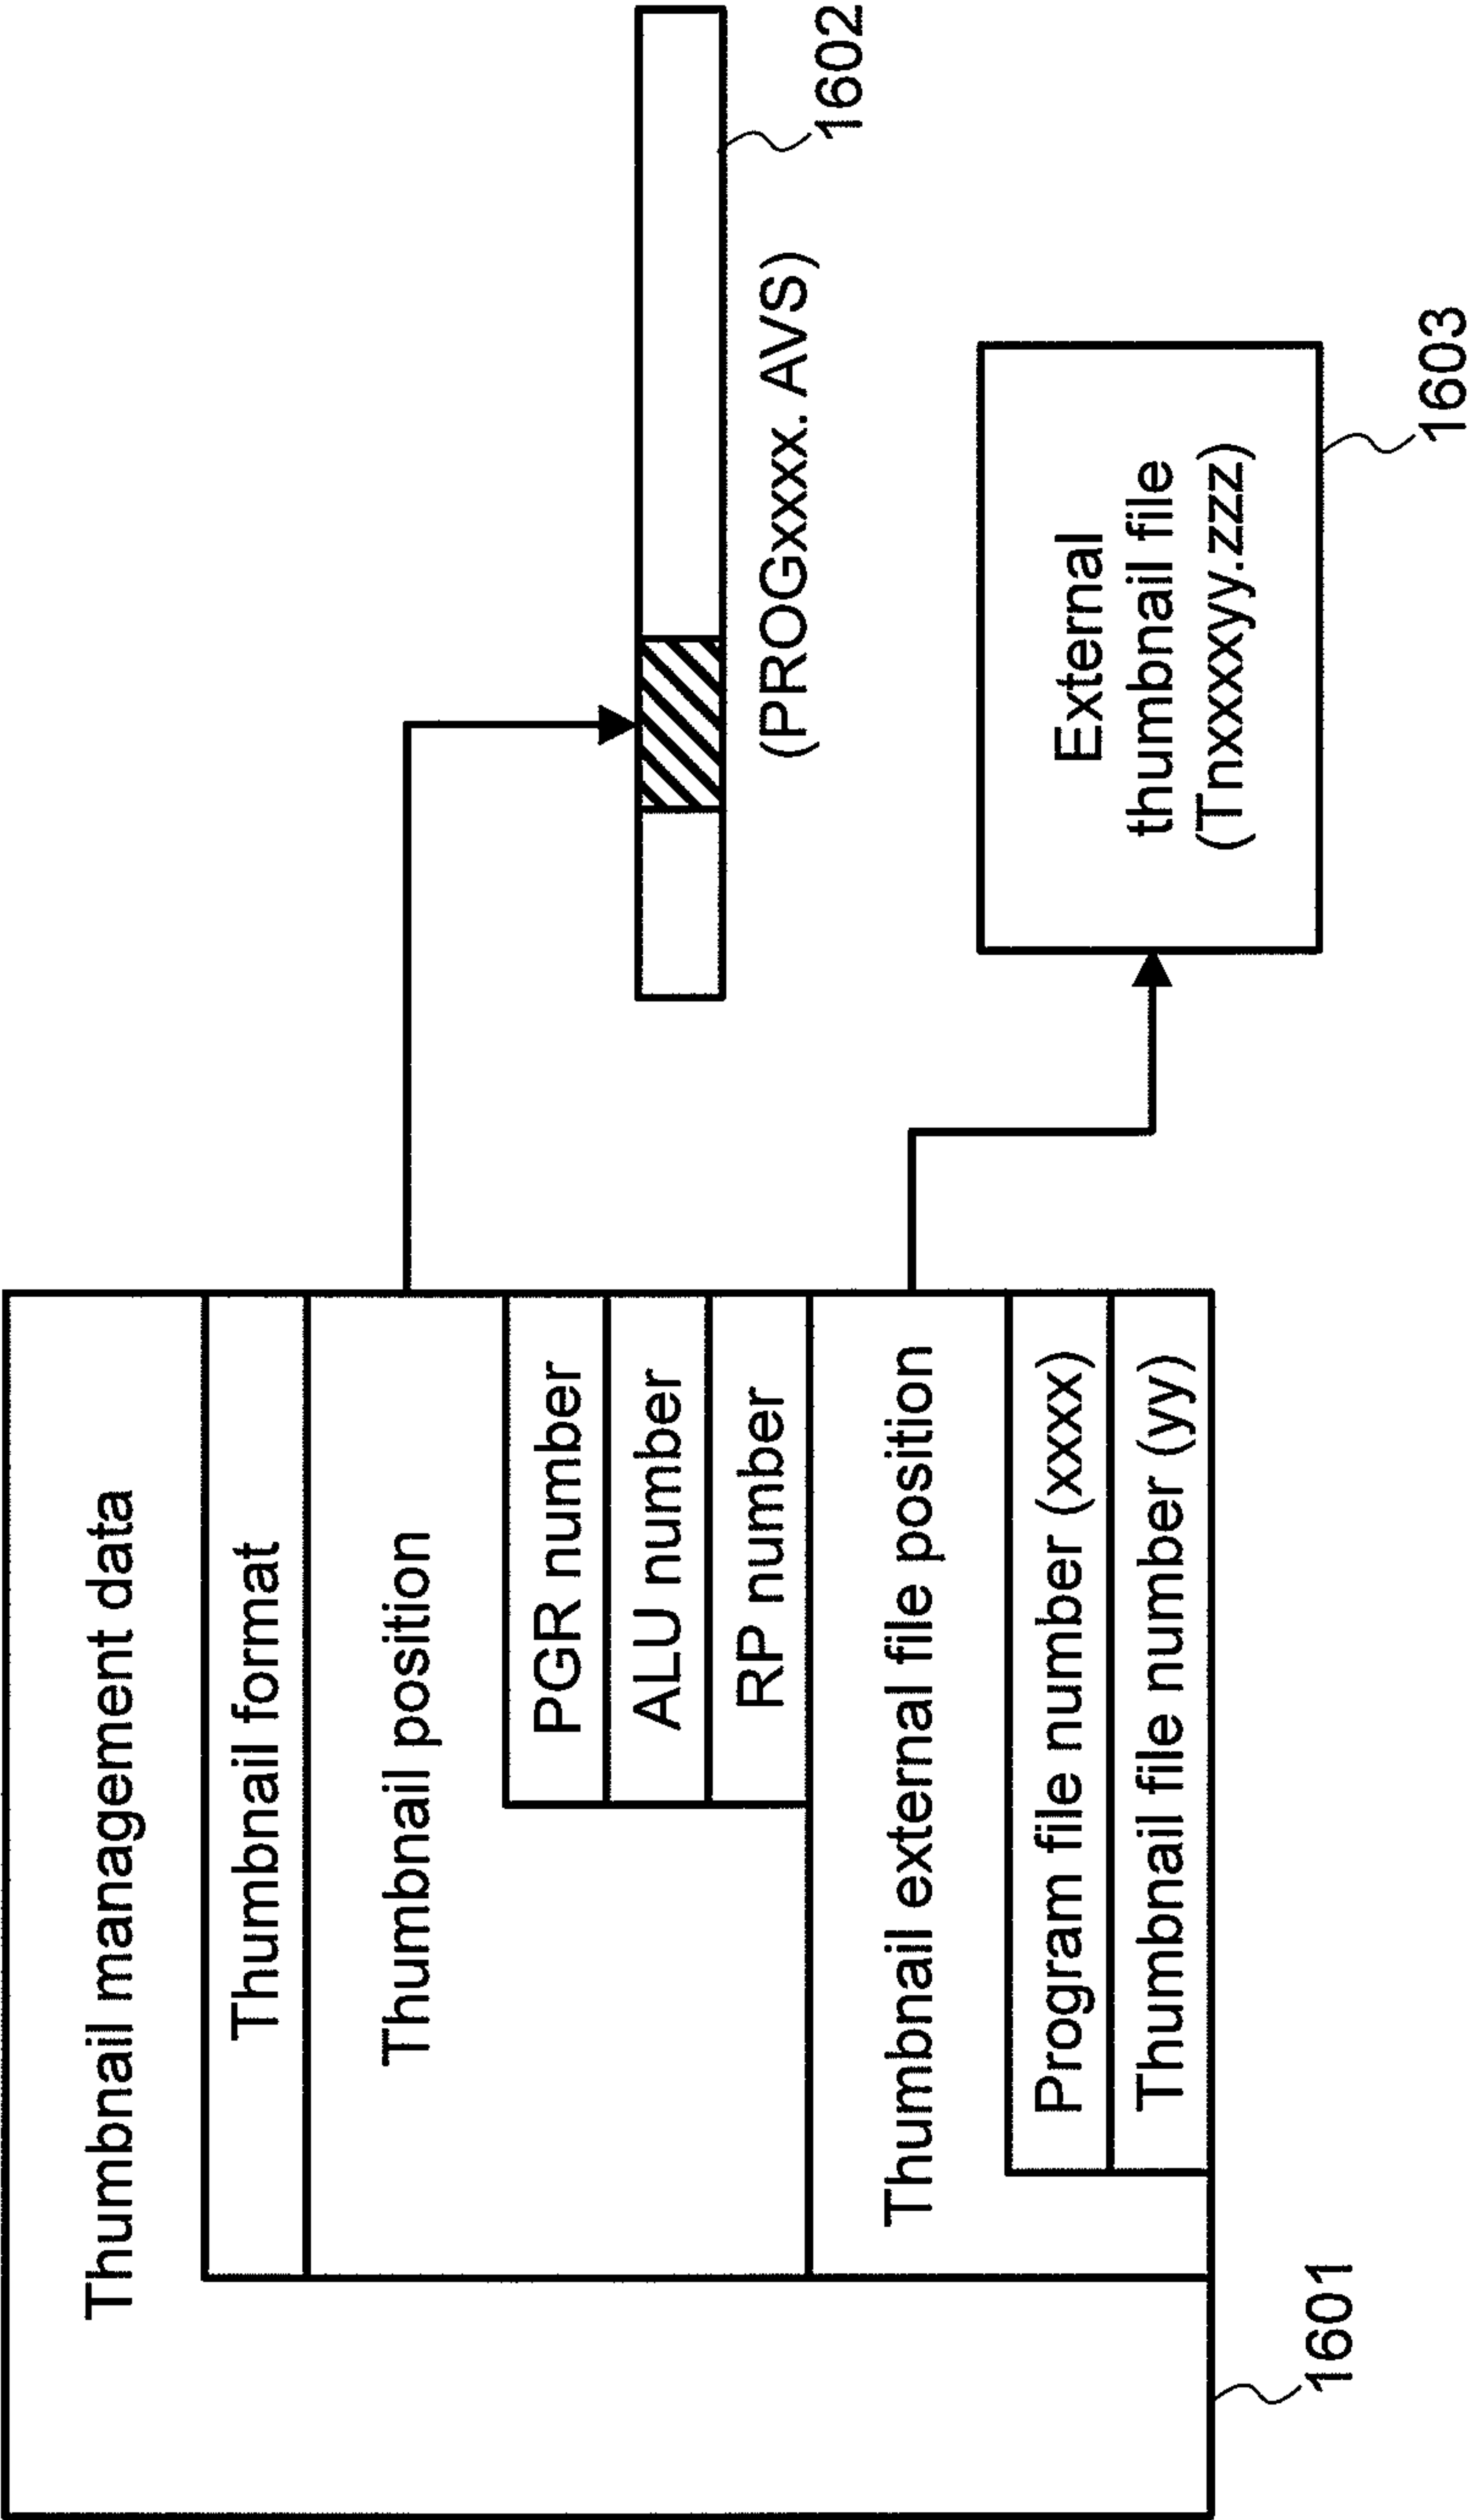 Thumbnail management data
Thumbnail format
Thumbnail position
PGR number
ALU number
RP number
Thumbnail external file position
Program file number (xxxx)
Thumbnail file number (yy)
1601
(PROGxxxx. AVS)
1602
External
thumbnail file
(Tnxxxxyy.zzz)
1603